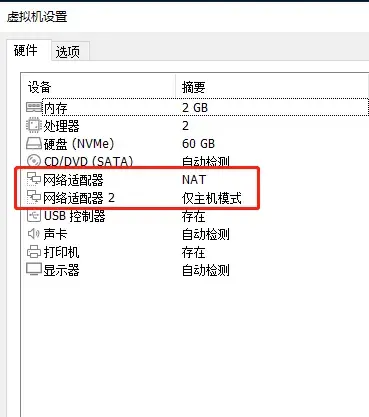 虚拟机设置
硬件 选项
设备 摘要
内存 2 GB
处理器 2
硬盘 (NVMe) 60 GB
CD/DVD (SATA) 自动检测
网络适配器 NAT
网络适配器 2 仅主机模式
USB 控制器 存在
声卡 自动检测
打印机 存在
显示器 自动检测